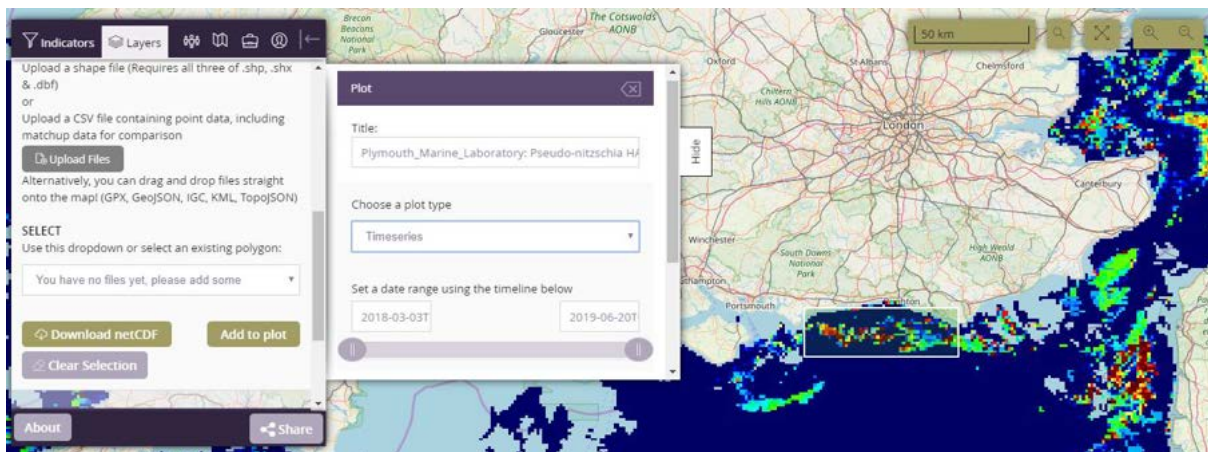 Indicators
Layers
Upload a shape file (Requires all three of .shp, .shx
& .dbf)
or
Upload a CSV file containing point data, including
matchup data for comparison
Upload Files
Alternatively, you can drag and drop files straight
onto the map! (GPX, GeoJSON, IGC, KML, TopoJSON)
SELECT
Use this dropdown or select an existing polygon:
You have no files yet, please add some
Download netCDF
Add to plot
Clear Selection
About
Share
Plot
Title:
Plymouth_Marine_Laboratory: Pseudo-nitzschia HA
Choose a plot type
Timeseries
Set a date range using the timeline below
2018-03-03T
2019-06-20T
Hide
50 km
Brecon
Beacons
National
Park
Gloucester
The Cotswolds
AONB
Oxford
St Albans
Chelmsford
Chiltern
Hills AONB
London
Canterbury
Winchester
South Downs
National
Park
High Weald
AONB
Portsmouth